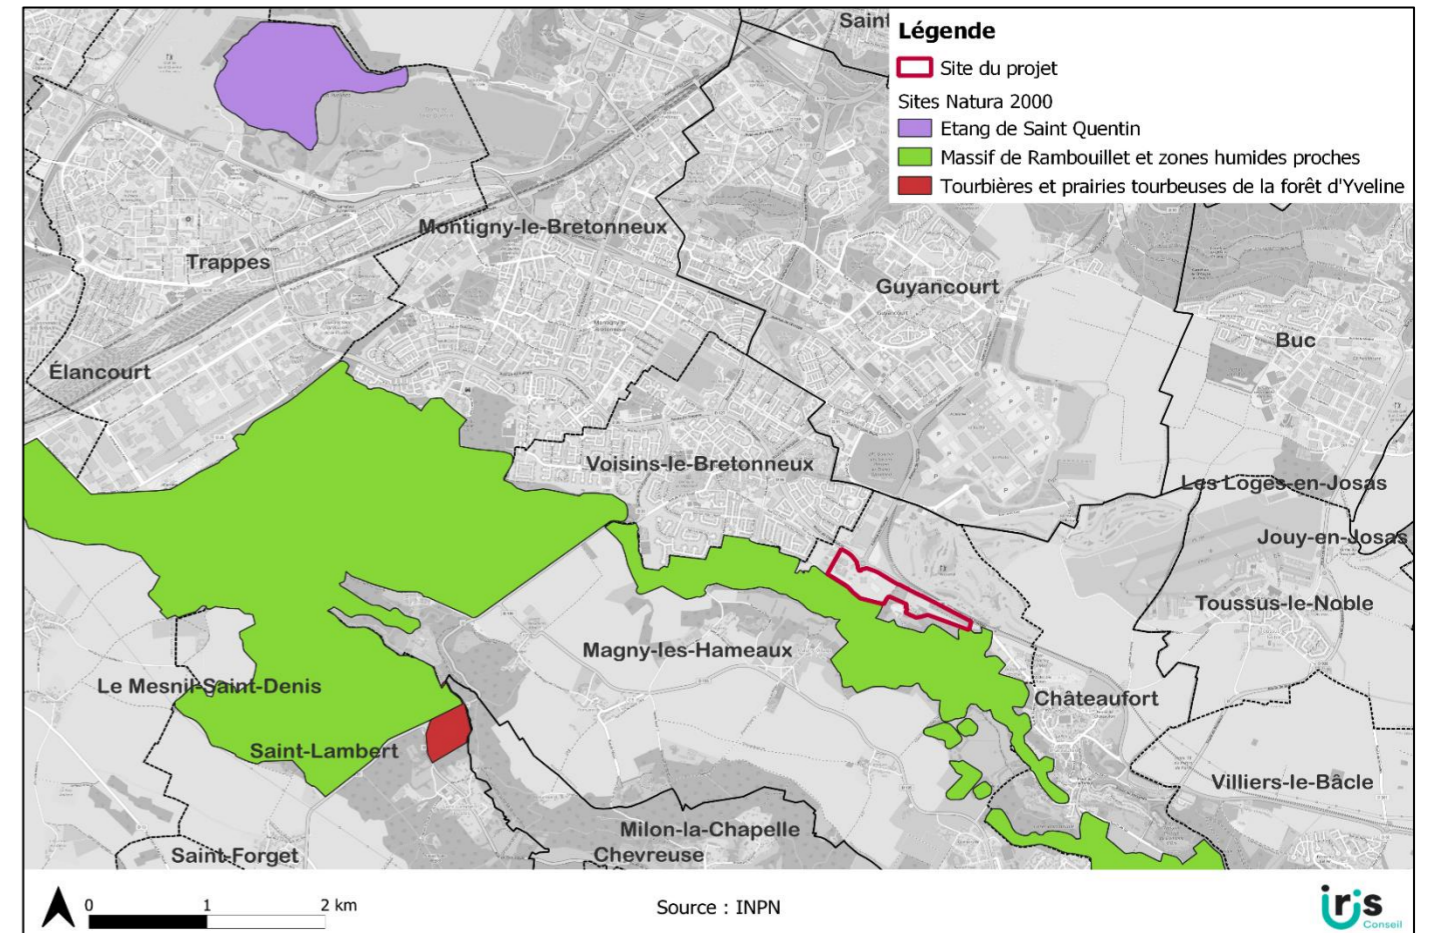 Saint
Légende
Site du projet
Sites Natura 2000
Etang de Saint Quentin
Massif de Rambouillet et zones humides proches
Tourbières et prairies tourbeuses de la forêt d'Yveline
Montigny-le-Bretonneux
Trappes
Guyancourt
Buc
Élancourt
Voisins-le-Bretonneux
Les Loges-en-Josas
Jouy-en-Josas
Toussus-le-Noble
Magny-les-Hameaux
Le Mesnil-Saint-Denis
Châteaufort
Saint-Lambert
Villiers-le-Bâcle
Milon-la-Chapelle
Saint-Forget
Chevreuse
0 1 2 km
Source : INPN
iris
Conseil